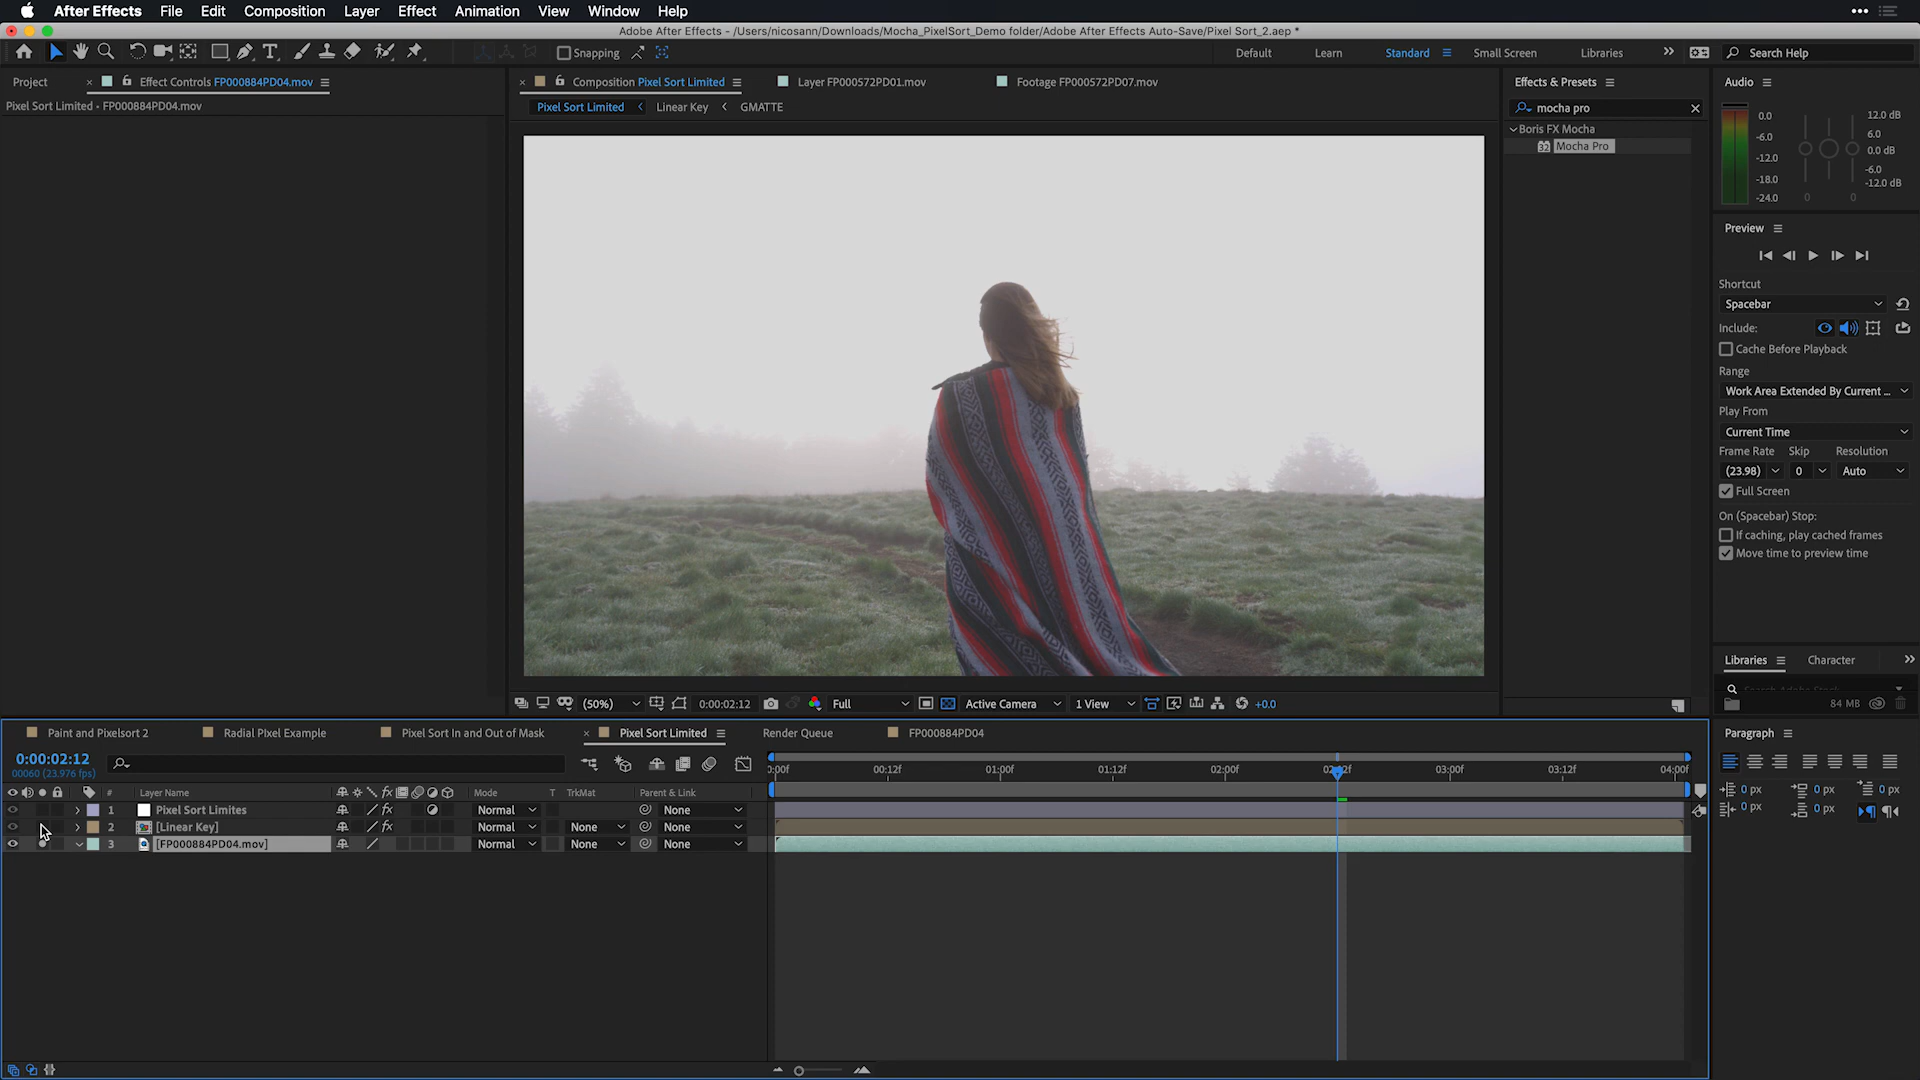 After Effects File Edit Composition Layer Effect Animation View Window Help
Adobe After Effects - /Users/nicosann/Downloads/Mocha_PixelSort_Demo folder/Adobe After Effects Auto-Save/Pixel Sort_2.aep *
Snapping Default Learn Standard Small Screen Libraries Search Help
Project Effect Controls FP000884PD04.mov Composition Pixel Sort Limited Layer FP000572PD01.mov Footage FP000572PD07.mov Effects & Presets Audio
Pixel Sort Limited • FP000884PD04.mov
Pixel Sort Limited Linear Key GMATTE
mocha pro
Boris FX Mocha
32 Mocha Pro
0.0 12.0 dB
-6.0 6.0
-12.0 0.0 dB
-18.0 -6.0
-24.0 0 0 -12.0 dB
Preview
Shortcut
Spacebar
Include:
Cache Before Playback
Range
Work Area Extended By Current ...
Play From
Current Time
Frame Rate Skip Resolution
(23.98) 0 Auto
Full Screen
On (Spacebar) Stop:
If caching, play cached frames
Move time to preview time
Libraries Character
Search Adobe Stock
84 MB
(50%) 0:00:02:12 Full Active Camera 1 View +0.0
Paint and Pixelsort 2 Radial Pixel Example Pixel Sort In and Out of Mask Pixel Sort Limited Render Queue FP000884PD04
Paragraph
0:00:02:12
00060 (23.976 fps)
:00f 00:12f 01:00f 01:12f 02:00f 02:12f 03:00f 03:12f 04:00f
# Layer Name Mode T TrkMat Parent & Link
1 Pixel Sort Limites Normal None
2 [Linear Key] Normal None None
3 [FP000884PD04.mov] Normal None None
0 px 0 px 0 px
0 px 0 px